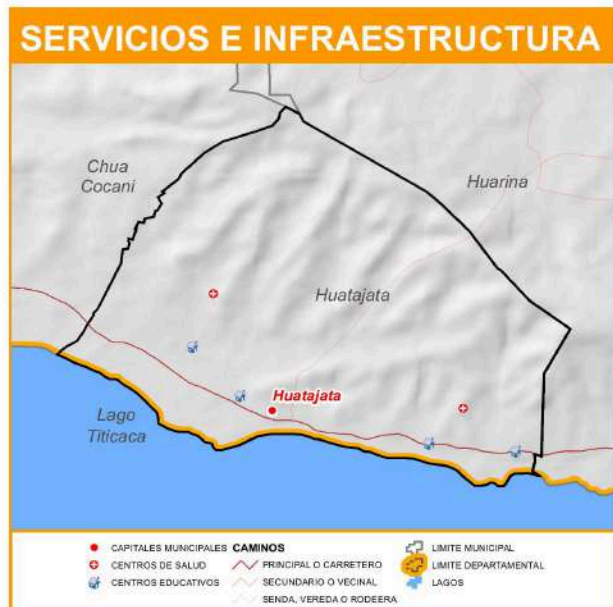 SERVICIOS E INFRAESTRUCTURA
Chua
Cocani
Huarina
Huatajata
Huatajata
Lago
Titicaca
CAPITALES MUNICIPALES
CENTROS DE SALUD
CENTROS EDUCATIVOS
CAMINOS
PRINCIPAL O CARRETERO
SECUNDARIO O VECINAL
SENDA, VEREDA O RODEERA
LIMITE MUNICIPAL
LIMITE DEPARTAMENTAL
LAGOS